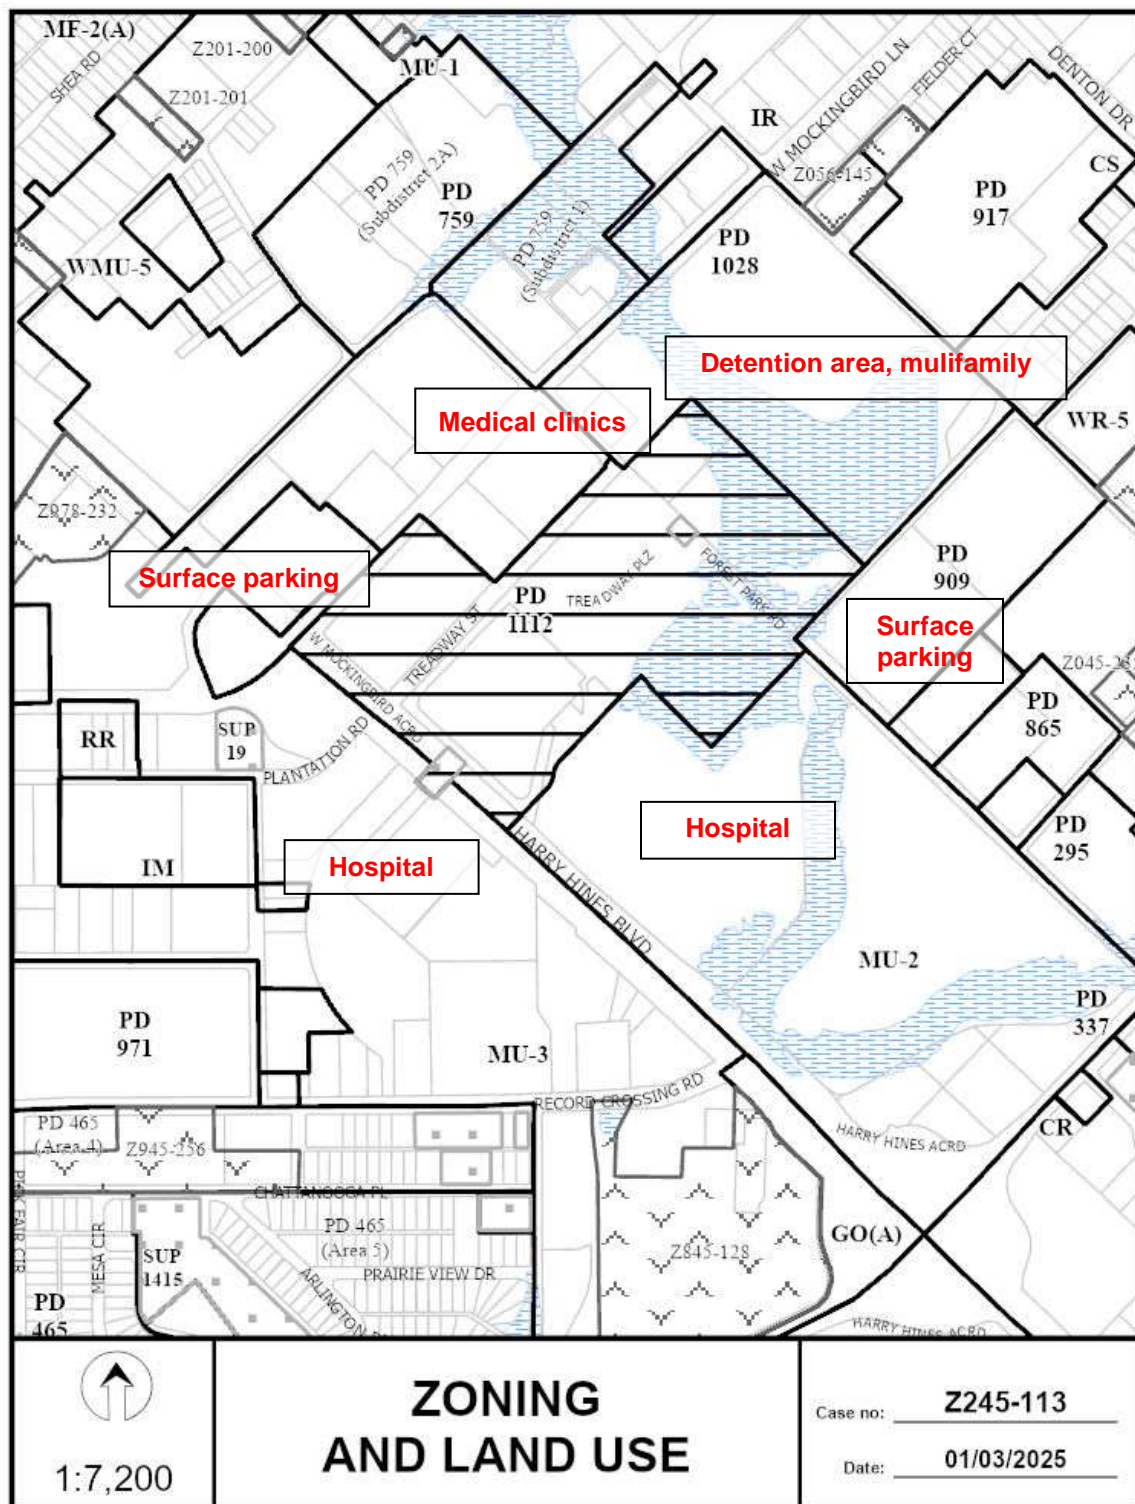 MF-2(A)
SHEA RD
Z201-200
Z201-201
MU-1
PD 759
(Subdistrict 2A)
PD
759
PD 759
(Subdistrict 1)
IR
W MOCKINGBIRD LN
FIELDER CT
DENTON DR
Z056-145
CS
PD
917
PD
1028
WMU-5
Detention area, mulifamily
Medical clinics
WR-5
Z978-232
Surface parking
PD
1112
TREADWAY PLZ
FOREST PARK RD
TREADWAY ST
W MOCKINGBIRD ACRD
PD
909
Surface
parking
PD
865
PD
295
RR
SUP
19
PLANTATION RD
IM
Hospital
Hospital
HARRY HINES BLVD
MU-2
PD
337
PD
971
MU-3
RECORD CROSSING RD
HARRY HINES ACRD
CR
PD 465
(Area 4)
Z945-256
CHATTANOOGA PL
MESA CIR
SUP
1415
PD 465
(Area 5)
PRAIRIE VIEW DR
PD
465
Z845-128
GO(A)
HARRY HINES ACRD
1:7,200
ZONING
AND LAND USE
Case no: Z245-113
Date: 01/03/2025